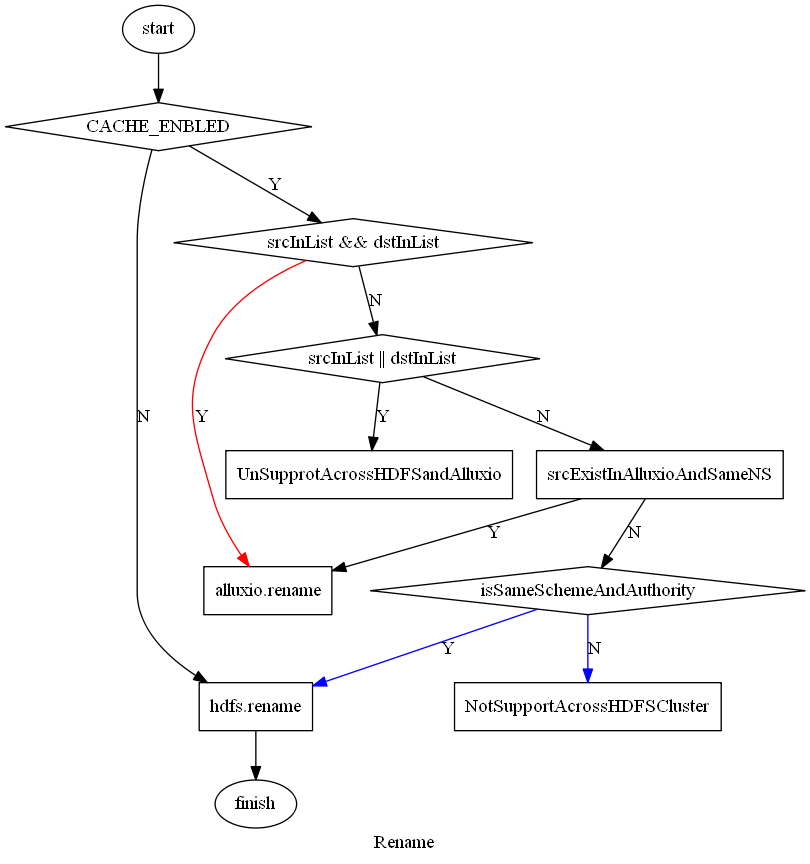 start
CACHE_ENBLED
Y
srcInList && dstInList
N
srcInList || dstInList
N
Y
Y
N
UnSupprotAcrossHDFSandAlluxio
srcExistInAlluxioAndSameNS
Y
N
alluxio.rename
isSameSchemeAndAuthority
Y
N
hdfs.rename
NotSupportAcrossHDFSCluster
finish
Rename